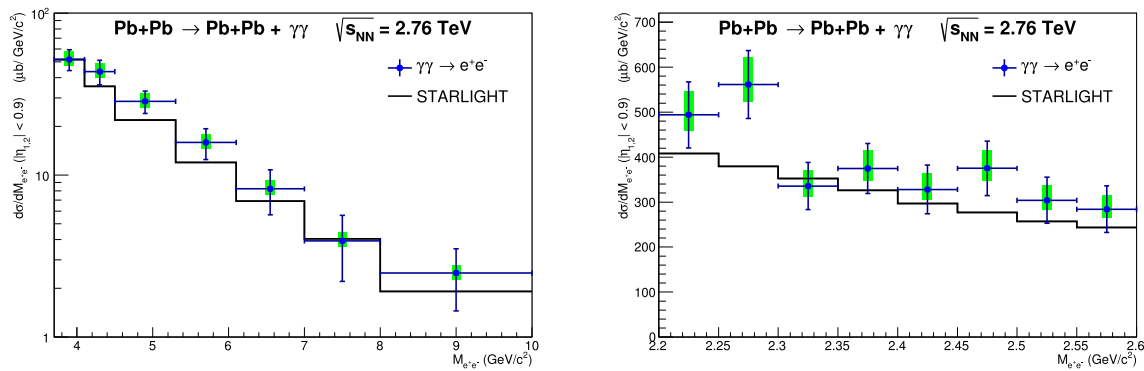 Pb+Pb → Pb+Pb + γγ √sNN = 2.76 TeV
γγ → e+e-
STARLIGHT
dσ/dMe+e- (|η1,2| < 0.9) (μb/ GeV/c2)
102
10
1
4 5 6 7 8 9 10
Me+e- (GeV/c2)
Pb+Pb → Pb+Pb + γγ √sNN = 2.76 TeV
γγ → e+e-
STARLIGHT
dσ/dMe+e- (|η1,2| < 0.9) (μb/ GeV/c2)
700
600
500
400
300
200
100
0
2.2 2.25 2.3 2.35 2.4 2.45 2.5 2.55 2.6
Me+e- (GeV/c2)